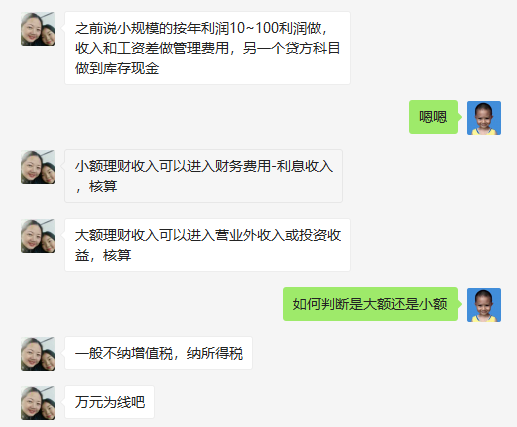 之前说小规模的按年利润10~100利润做，
收入和工资差做管理费用，另一个贷方科目
做到库存现金
嗯嗯
小额理财收入可以进入财务费用-利息收入
，核算
大额理财收入可以进入营业外收入或投资收
益，核算
如何判断是大额还是小额
一般不纳增值税，纳所得税
万元为线吧